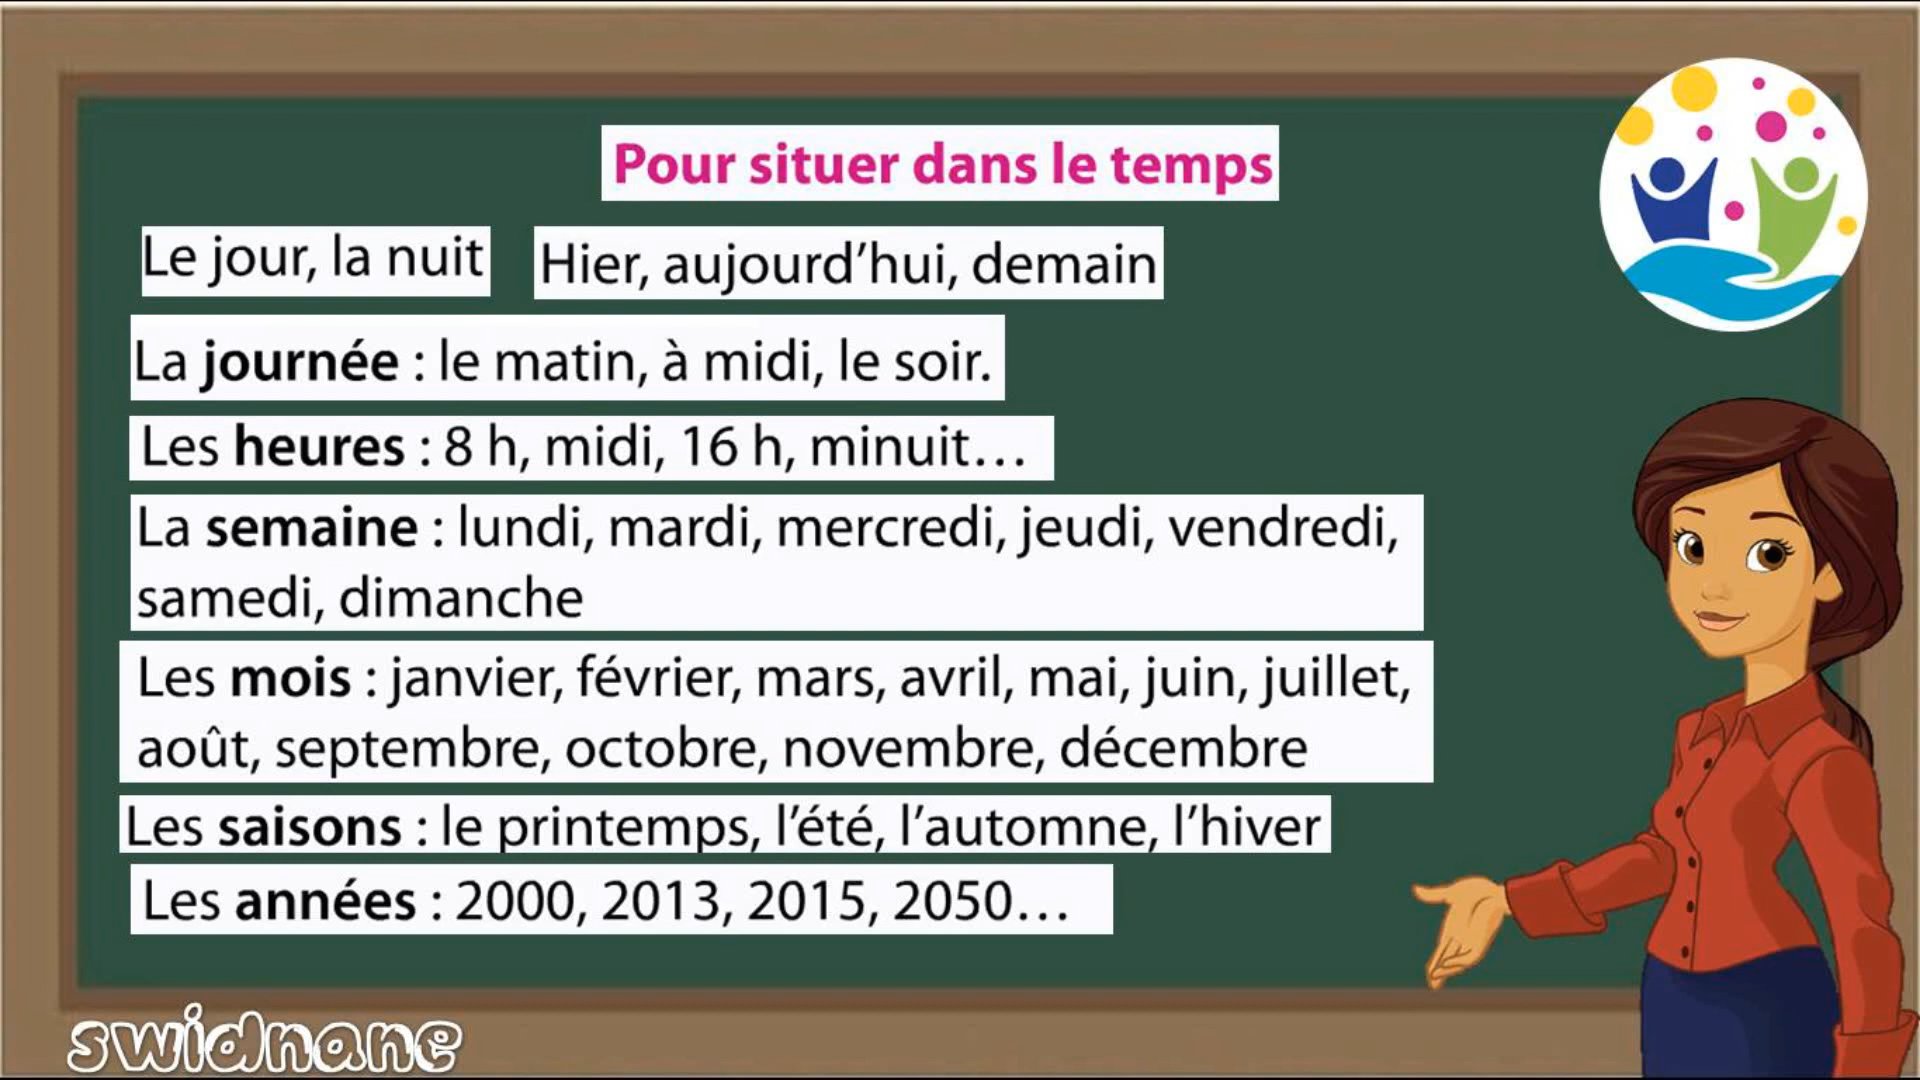 Pour situer dans le temps
Le jour, la nuit
Hier, aujourd’hui, demain
La journée : le matin, à midi, le soir.
Les heures : 8 h, midi, 16 h, minuit…
La semaine : lundi, mardi, mercredi, jeudi, vendredi,
samedi, dimanche
Les mois : janvier, février, mars, avril, mai, juin, juillet,
août, septembre, octobre, novembre, décembre
Les saisons : le printemps, l’été, l’automne, l’hiver
Les années : 2000, 2013, 2015, 2050…
swidnane